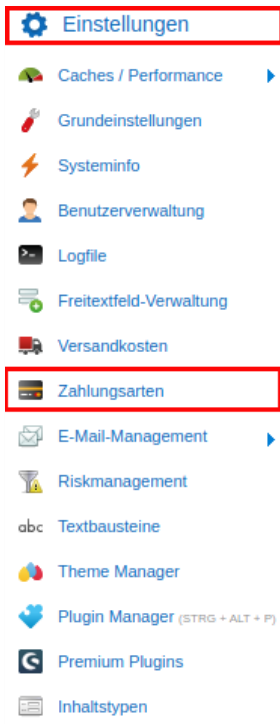 Einstellungen
Caches / Performance
Grundeinstellungen
Systeminfo
Benutzerverwaltung
Logfile
Freitextfeld-Verwaltung
Versandkosten
Zahlungsarten
E-Mail-Management
Riskmanagement
abc Textbausteine
Theme Manager
Plugin Manager (STRG + ALT + P)
Premium Plugins
Inhaltstypen